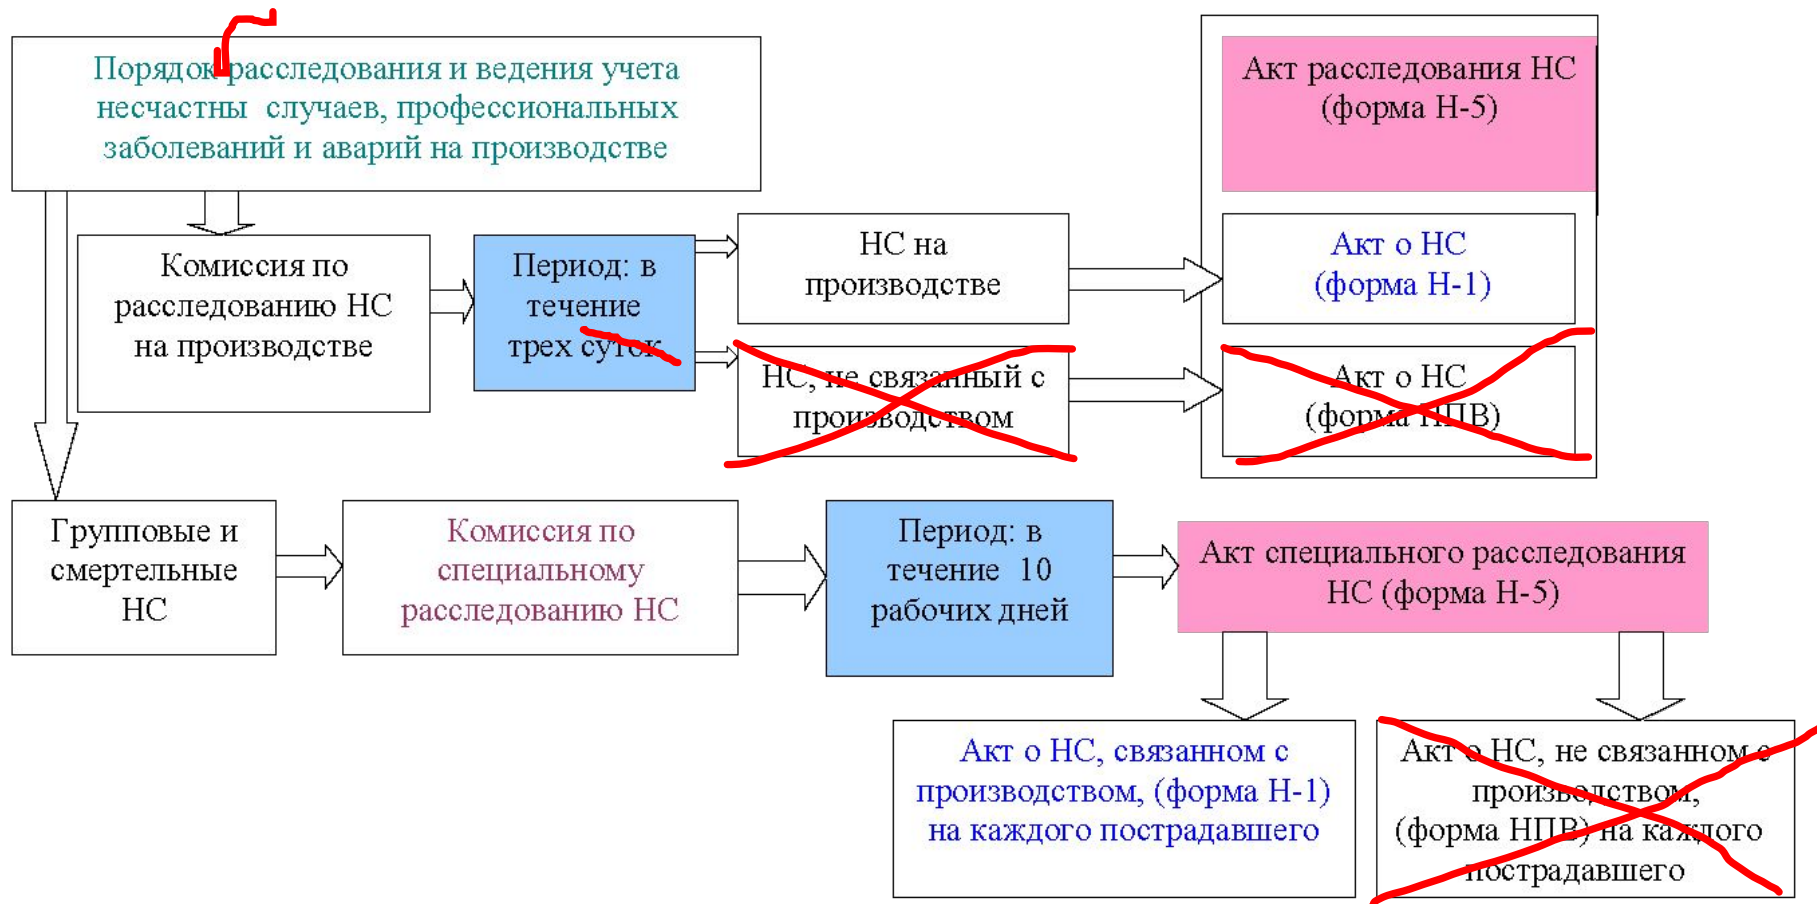 Порядок расследования и ведения учета
несчастны случаев, профессиональных
заболеваний и аварий на производстве
Акт расследования НС
(форма Н-5)
Комиссия по
расследованию НС
на производстве
Период: в
течение
трех суток
НС на
производстве
Акт о НС
(форма Н-1)
НС, не связанный с
производством
Акт о НС
(форма НПВ)
Групповые и
смертельные
НС
Комиссия по
специальному
расследованию НС
Период: в
течение 10
рабочих дней
Акт специального расследования
НС (форма Н-5)
Акт о НС, связанном с
производством, (форма Н-1)
на каждого пострадавшего
Акт о НС, не связанном с
производством,
(форма НПВ) на каждого
пострадавшего